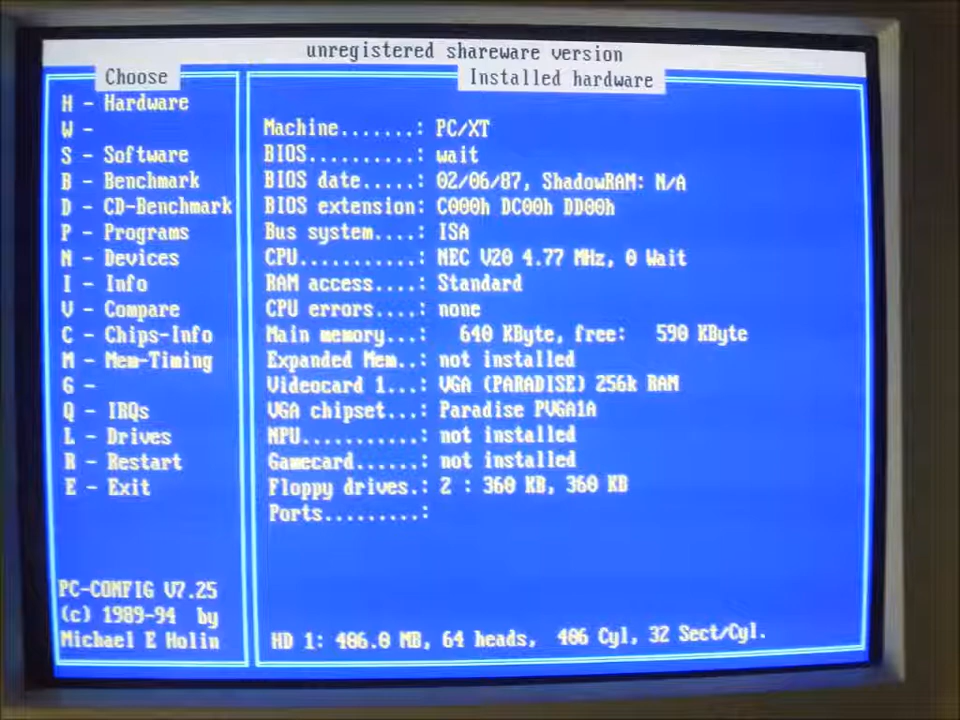 unregistered shareware version
Choose
H - Hardware
W -
S - Software
B - Benchmark
D - CD-Benchmark
P - Programs
N - Devices
I - Info
V - Compare
C - Chips-Info
M - Mem-Timing
G -
Q - IRQs
L - Drives
R - Restart
E - Exit
PC-CONFIG V7.25
(c) 1989-94 by
Michael E Holin
Installed hardware
Machine.......: PC/XT
BIOS..........: wait
BIOS date.....: 02/06/87, ShadowRAM: N/A
BIOS extension: C000h DC00h DD00h
Bus system....: ISA
CPU...........: NEC V20 4.77 MHz, 0 Wait
RAM access....: Standard
CPU errors....: none
Main memory...: 640 KByte, free: 590 KByte
Expanded Mem..: not installed
Videocard 1...: VGA (PARADISE) 256k RAM
VGA chipset...: Paradise PVGA1A
NPU...........: not installed
Gamecard......: not installed
Floppy drives.: 2 : 360 KB, 360 KB
Ports.........:
HD 1: 406.0 MB, 64 heads, 406 Cyl, 32 Sect/Cyl.